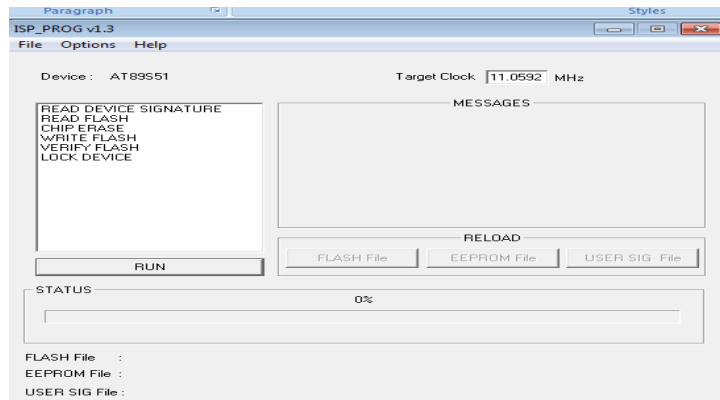 Paragraph Styles
ISP_PROG v1.3
File Options Help
Device : AT89S51 Target Clock 11.0592 MHz
READ DEVICE SIGNATURE
READ FLASH
CHIP ERASE
WRITE FLASH
VERIFY FLASH
LOCK DEVICE
RUN
MESSAGES
RELOAD
FLASH File EEPROM File USER SIG File
STATUS
0%
FLASH File :
EEPROM File :
USER SIG File :